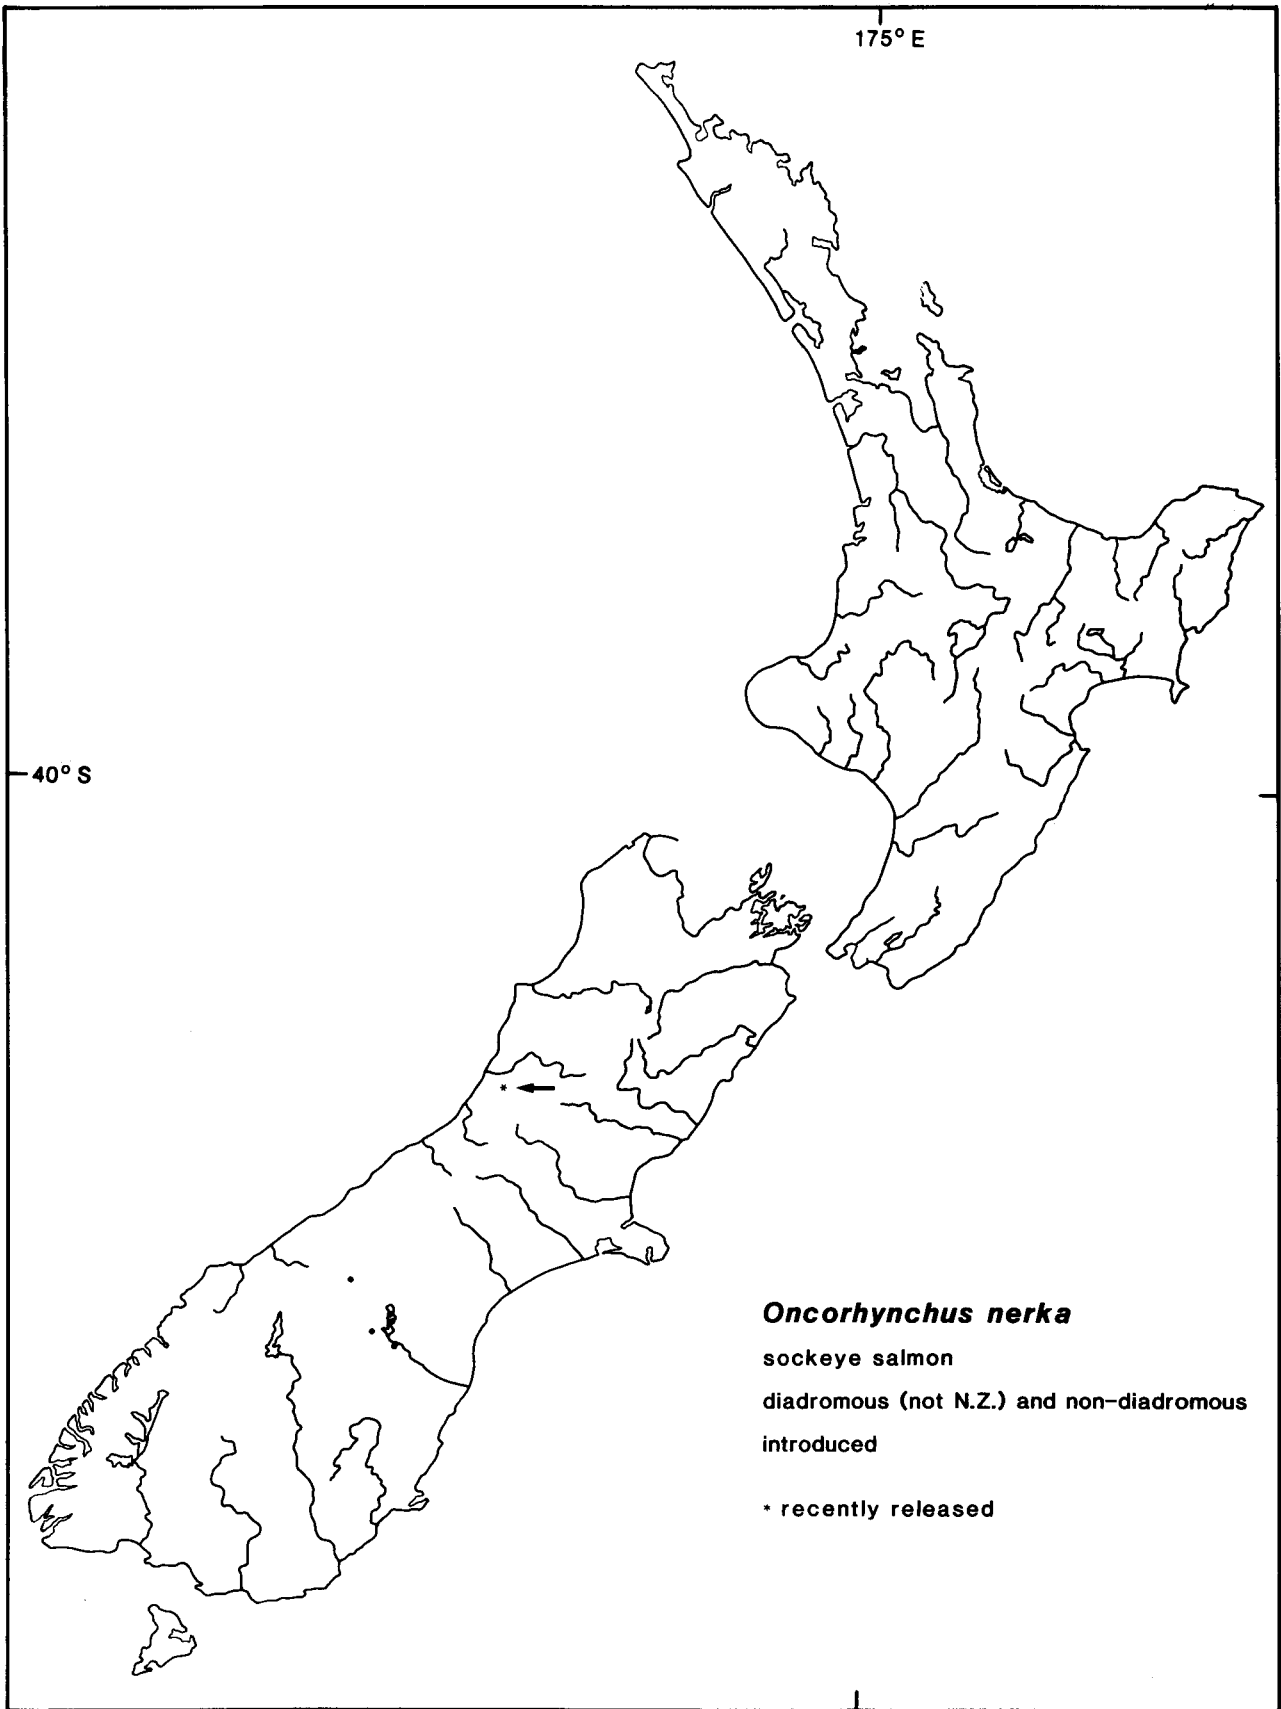 175° E
40° S
Oncorhynchus nerka
sockeye salmon
diadromous (not N.Z.) and non-diadromous
introduced
* recently released